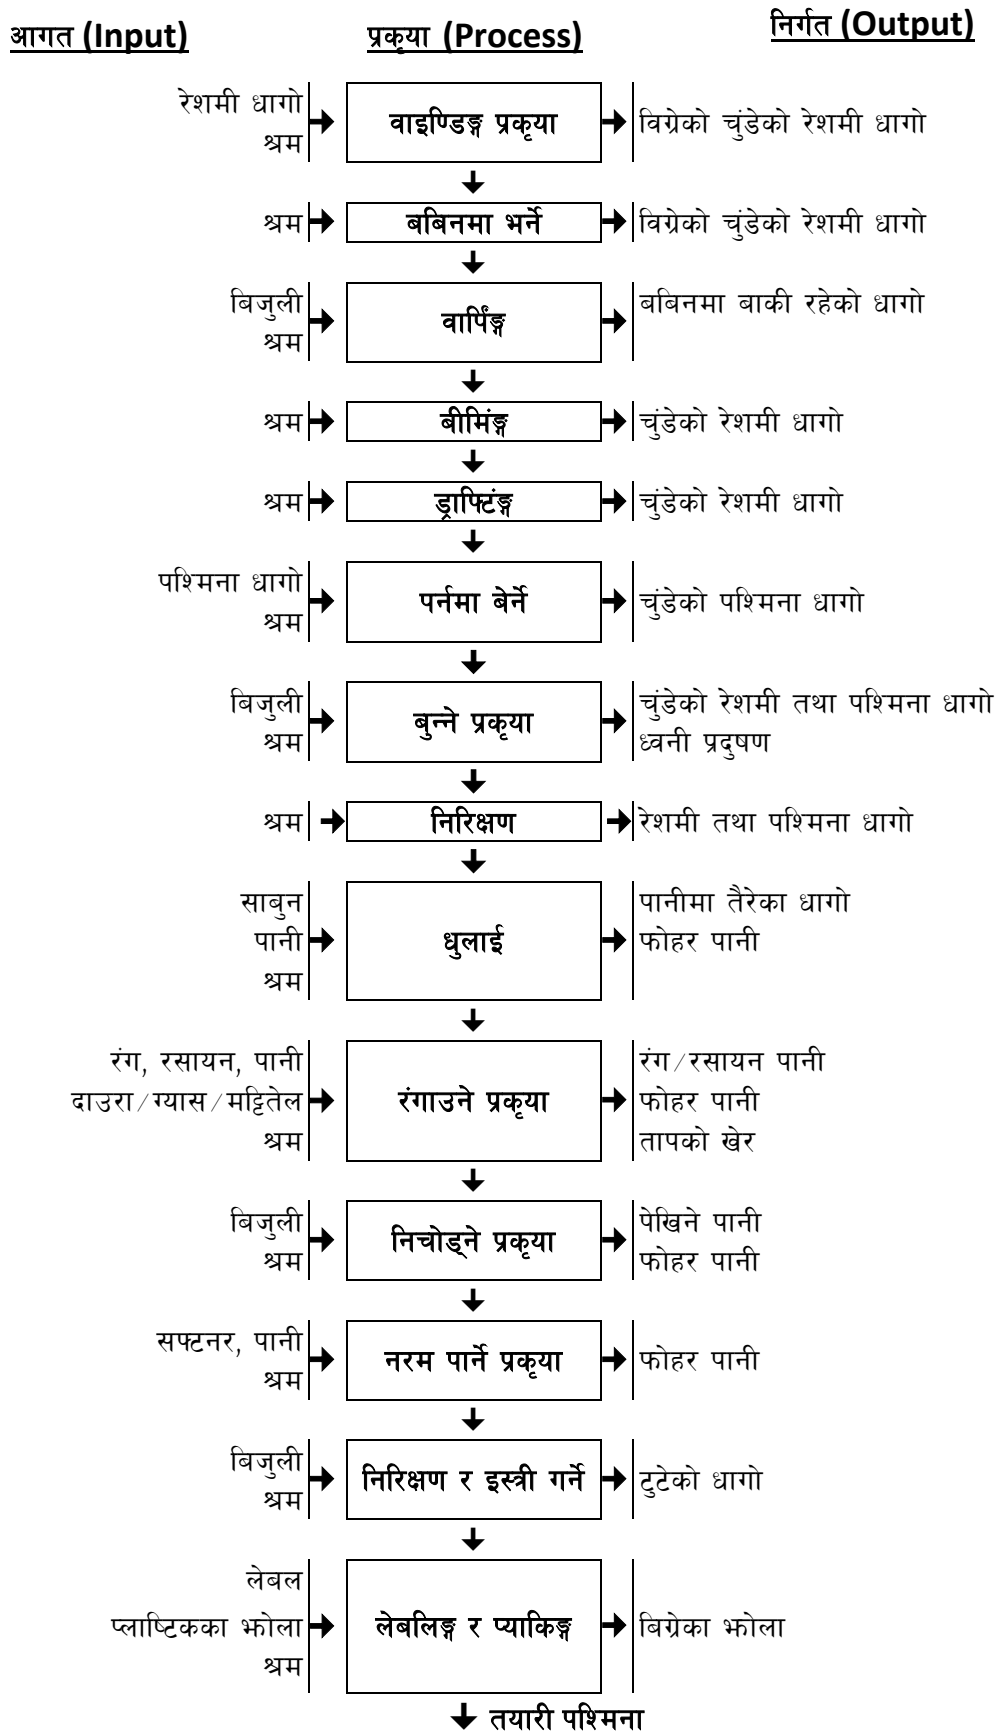 आगत (Input)
प्रकृया (Process)
निर्गत (Output)
रेशमी धागो
श्रम
वाइण्डिङ्ग प्रकृया
विग्रेको चुंडेको रेशमी धागो
श्रम
बबिनमा भर्ने
विग्रेको चुंडेको रेशमी धागो
बिजुली
श्रम
वार्पिङ्ग
बबिनमा बाकी रहेको धागो
श्रम
बीमिंङ्ग
चुंडेको रेशमी धागो
श्रम
ड्राफ्टिंङ्ग
चुंडेको रेशमी धागो
पश्मिना धागो
श्रम
पर्नमा बेर्ने
चुंडेको पश्मिना धागो
बिजुली
श्रम
बुन्ने प्रकृया
चुंडेको रेशमी तथा पश्मिना धागो
ध्वनी प्रदुषण
श्रम
निरिक्षण
रेशमी तथा पश्मिना धागो
साबुन
पानी
श्रम
धुलाई
पानीमा तैरेका धागो
फोहर पानी
रंग, रसायन, पानी
दाउरा/ग्यास/मट्टितेल
श्रम
रंगाउने प्रकृया
रंग/रसायन पानी
फोहर पानी
तापको खेर
बिजुली
श्रम
निचोड्ने प्रकृया
पेखिने पानी
फोहर पानी
सफ्टनर, पानी
श्रम
नरम पार्ने प्रकृया
फोहर पानी
बिजुली
श्रम
निरिक्षण र इस्त्री गर्ने
टुटेको धागो
लेबल
प्लाष्टिकका झोला
श्रम
लेबलिङ्ग र प्याकिङ्ग
बिग्रेका झोला
तयारी पश्मिना